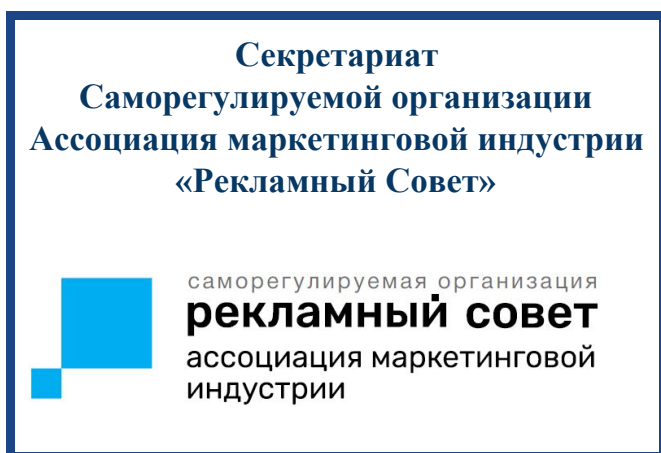 Секретариат
Саморегулируемой организации
Ассоциация маркетинговой индустрии
«Рекламный Совет»
саморегулируемая организация
рекламный совет
ассоциация маркетинговой
индустрии